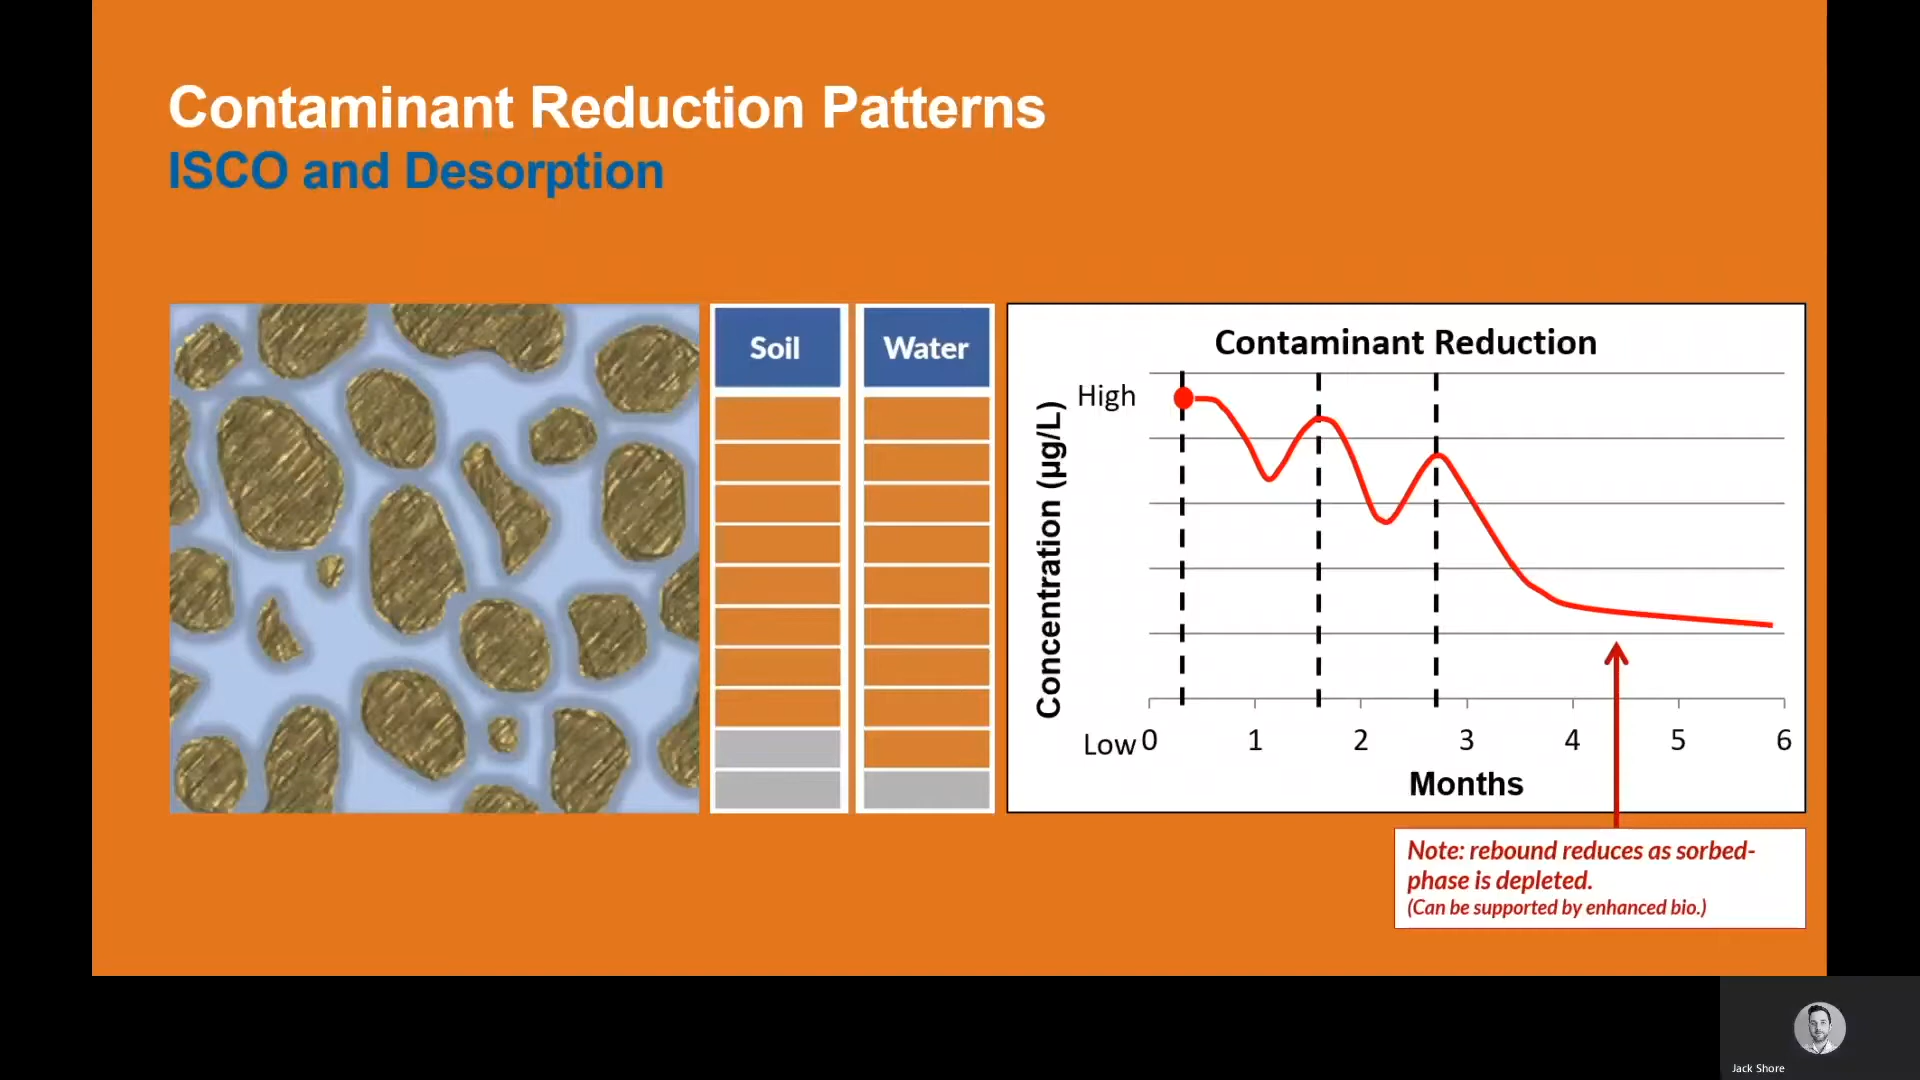 Contaminant Reduction Patterns
ISCO and Desorption
Soil
Water
Contaminant Reduction
High
Concentration (µg/L)
Low
0 1 2 3 4 5 6
Months
Note: rebound reduces as sorbed-
phase is depleted.
(Can be supported by enhanced bio.)
Jack Shore